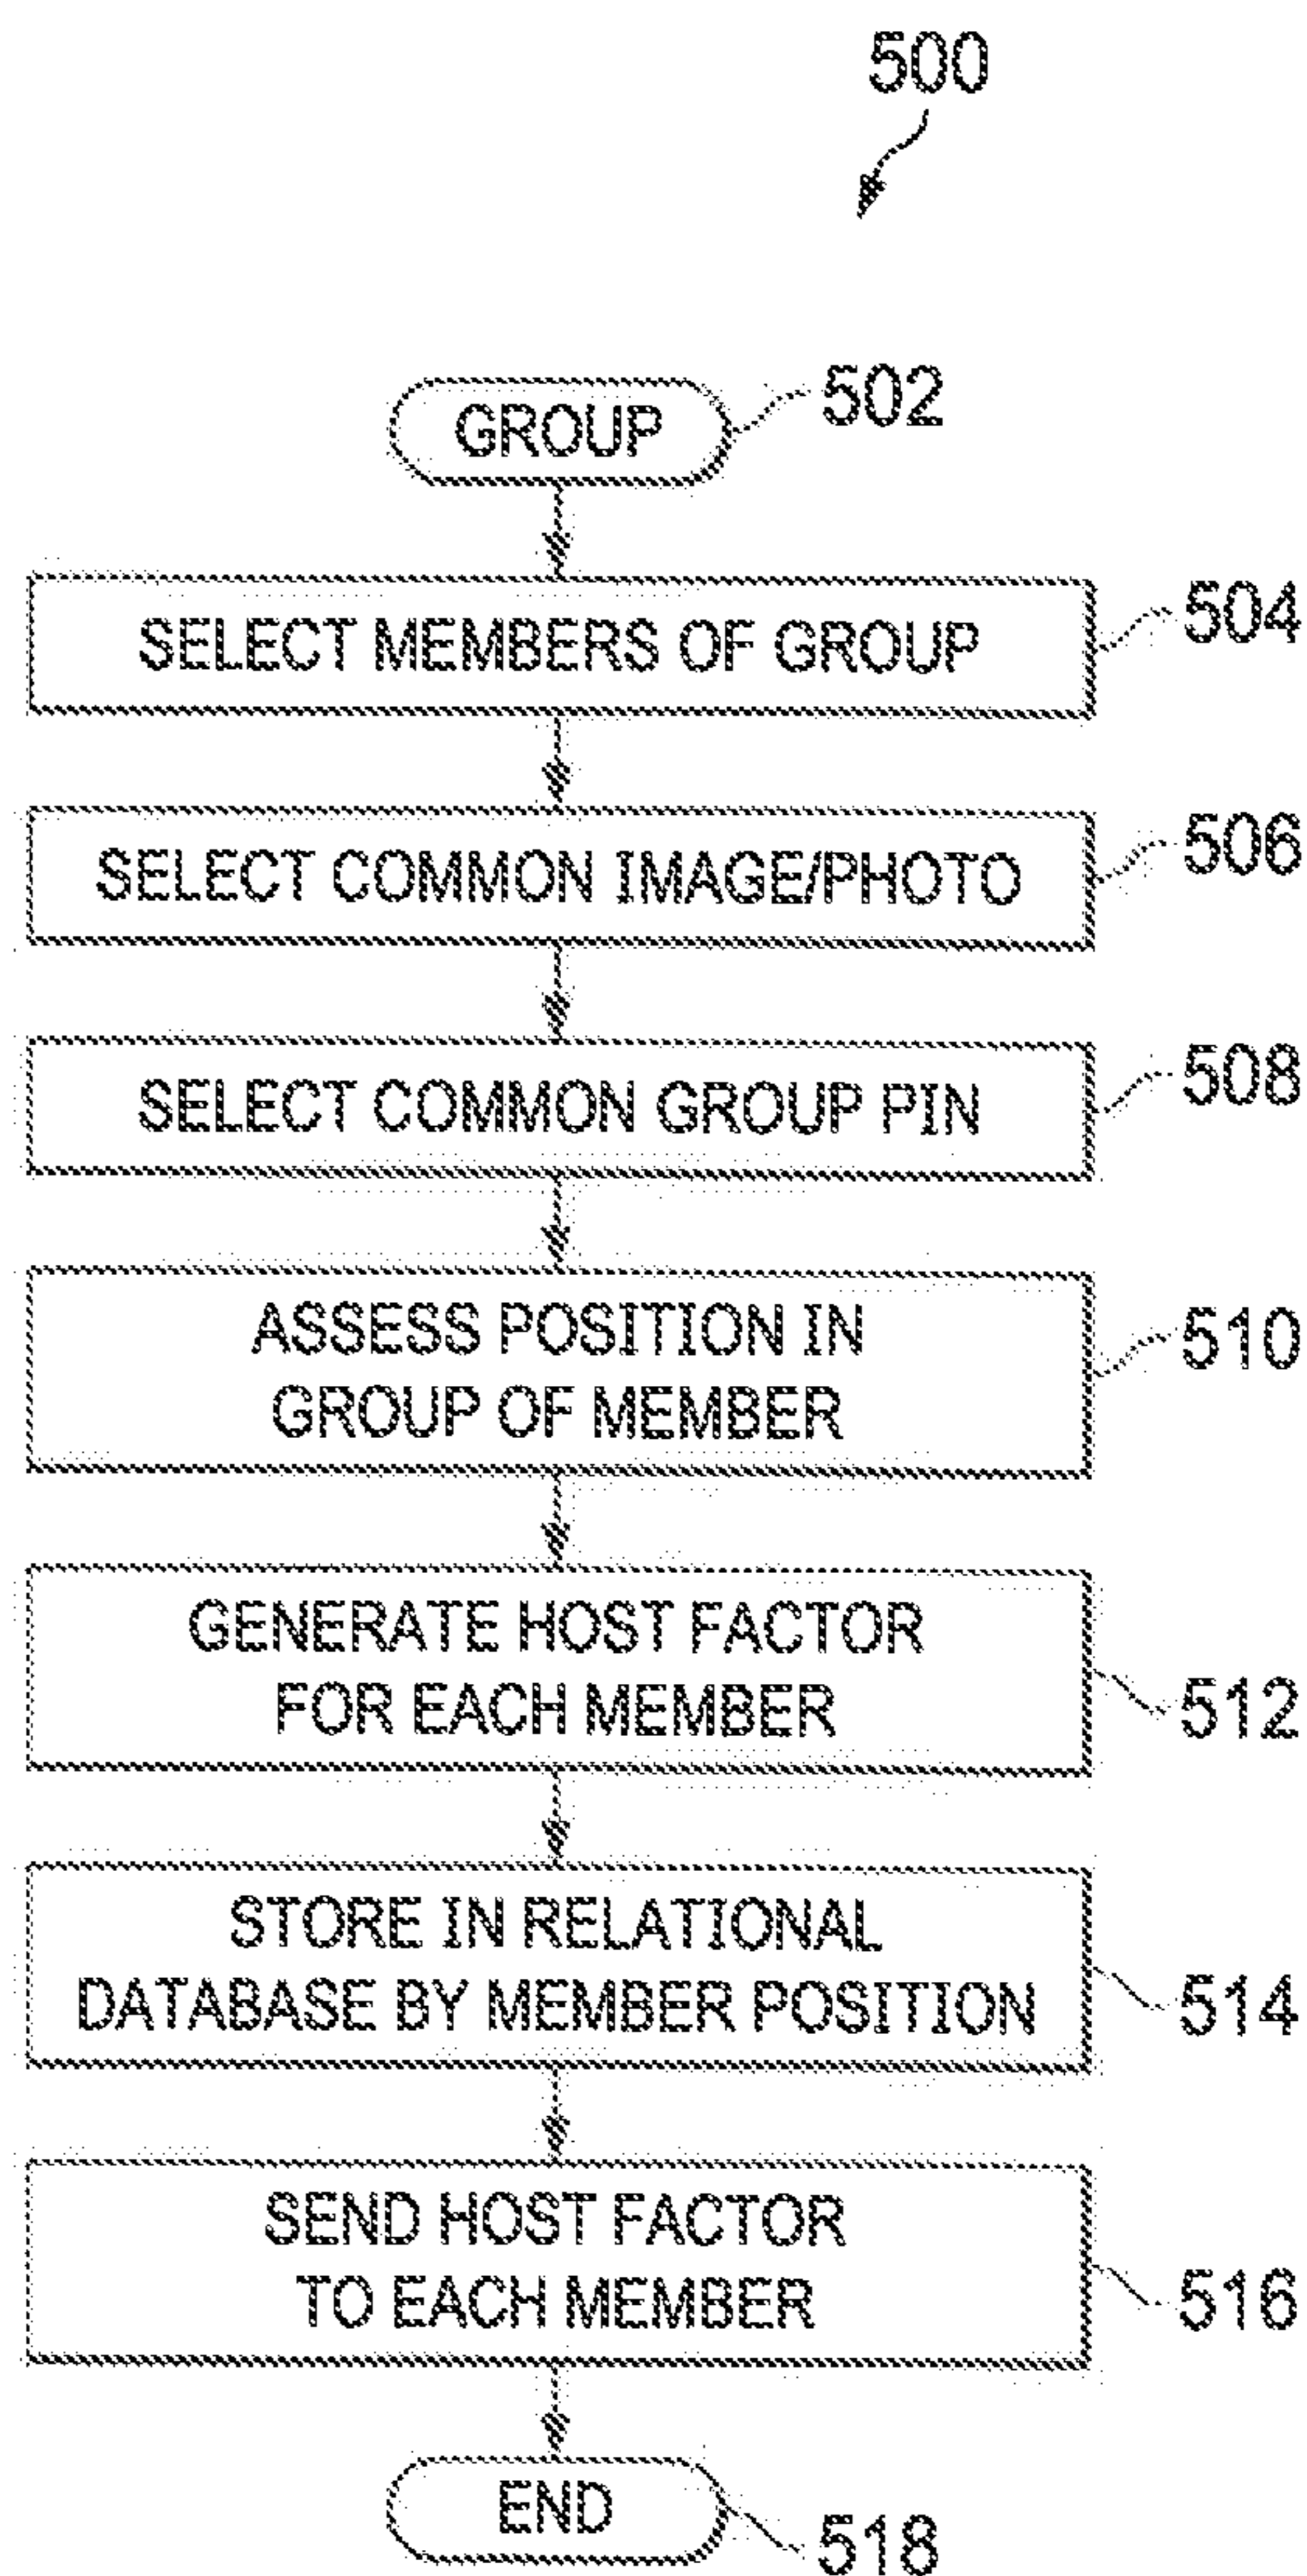 500
GROUP
502
SELECT MEMBERS OF GROUP
504
SELECT COMMON IMAGE/PHOTO
506
SELECT COMMON GROUP PIN
508
ASSESS POSITION IN
GROUP OF MEMBER
510
GENERATE HOST FACTOR
FOR EACH MEMBER
512
STORE IN RELATIONAL
DATABASE BY MEMBER POSITION
514
SEND HOST FACTOR
TO EACH MEMBER
516
END
518